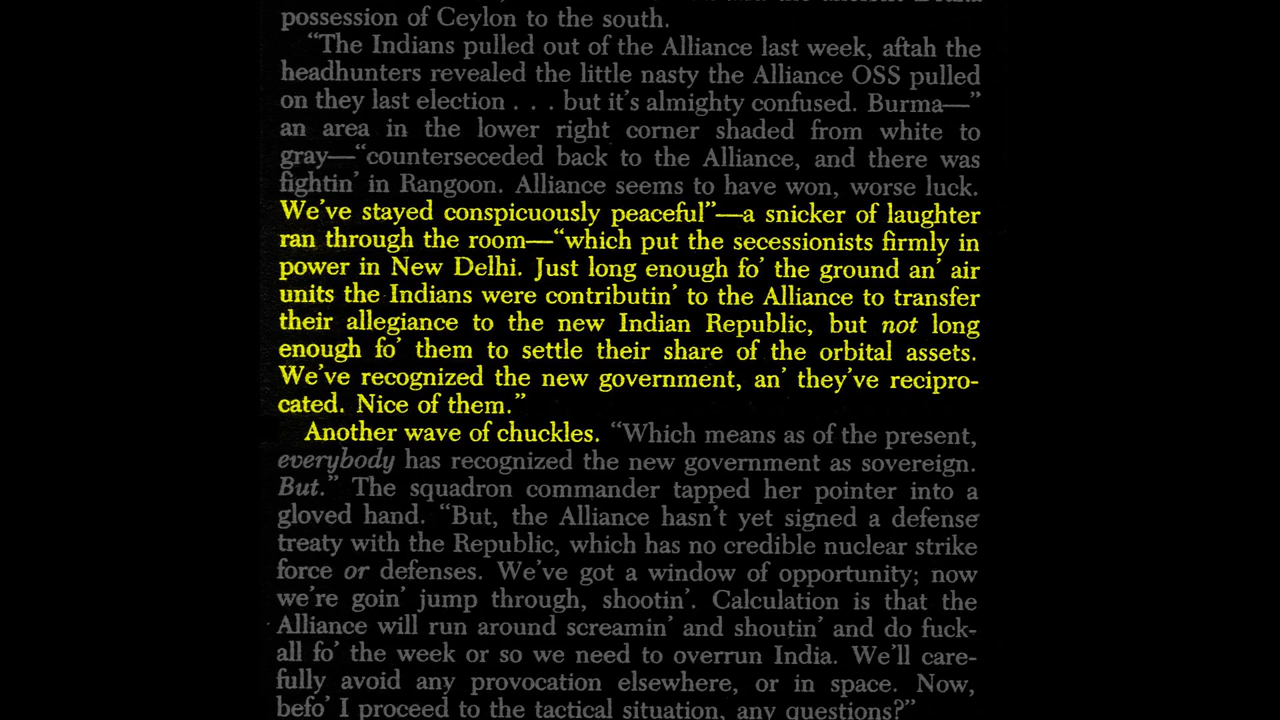 possession of Ceylon to the south.
“The Indians pulled out of the Alliance last week, aftah the
headhunters revealed the little nasty the Alliance OSS pulled
on they last election . . . but it’s almighty confused. Burma—”
an area in the lower right corner shaded from white to
gray—“counterseceded back to the Alliance, and there was
fightin’ in Rangoon. Alliance seems to have won, worse luck.
We’ve stayed conspicuously peaceful”—a snicker of laughter
ran through the room—“which put the secessionists firmly in
power in New Delhi. Just long enough fo’ the ground an’ air
units the Indians were contributin’ to the Alliance to transfer
their allegiance to the new Indian Republic, but not long
enough fo’ them to settle their share of the orbital assets.
We’ve recognized the new government, an’ they’ve recipro-
cated. Nice of them.”
Another wave of chuckles. “Which means as of the present,
everybody has recognized the new government as sovereign.
But.” The squadron commander tapped her pointer into a
gloved hand. “But, the Alliance hasn’t yet signed a defense
treaty with the Republic, which has no credible nuclear strike
force or defenses. We’ve got a window of opportunity; now
we’re goin’ jump through, shootin’. Calculation is that the
Alliance will run around screamin’ and shoutin’ and do fuck-
all fo’ the week or so we need to overrun India. We’ll care-
fully avoid any provocation elsewhere, or in space. Now,
befo’ I proceed to the tactical situation, any questions?”